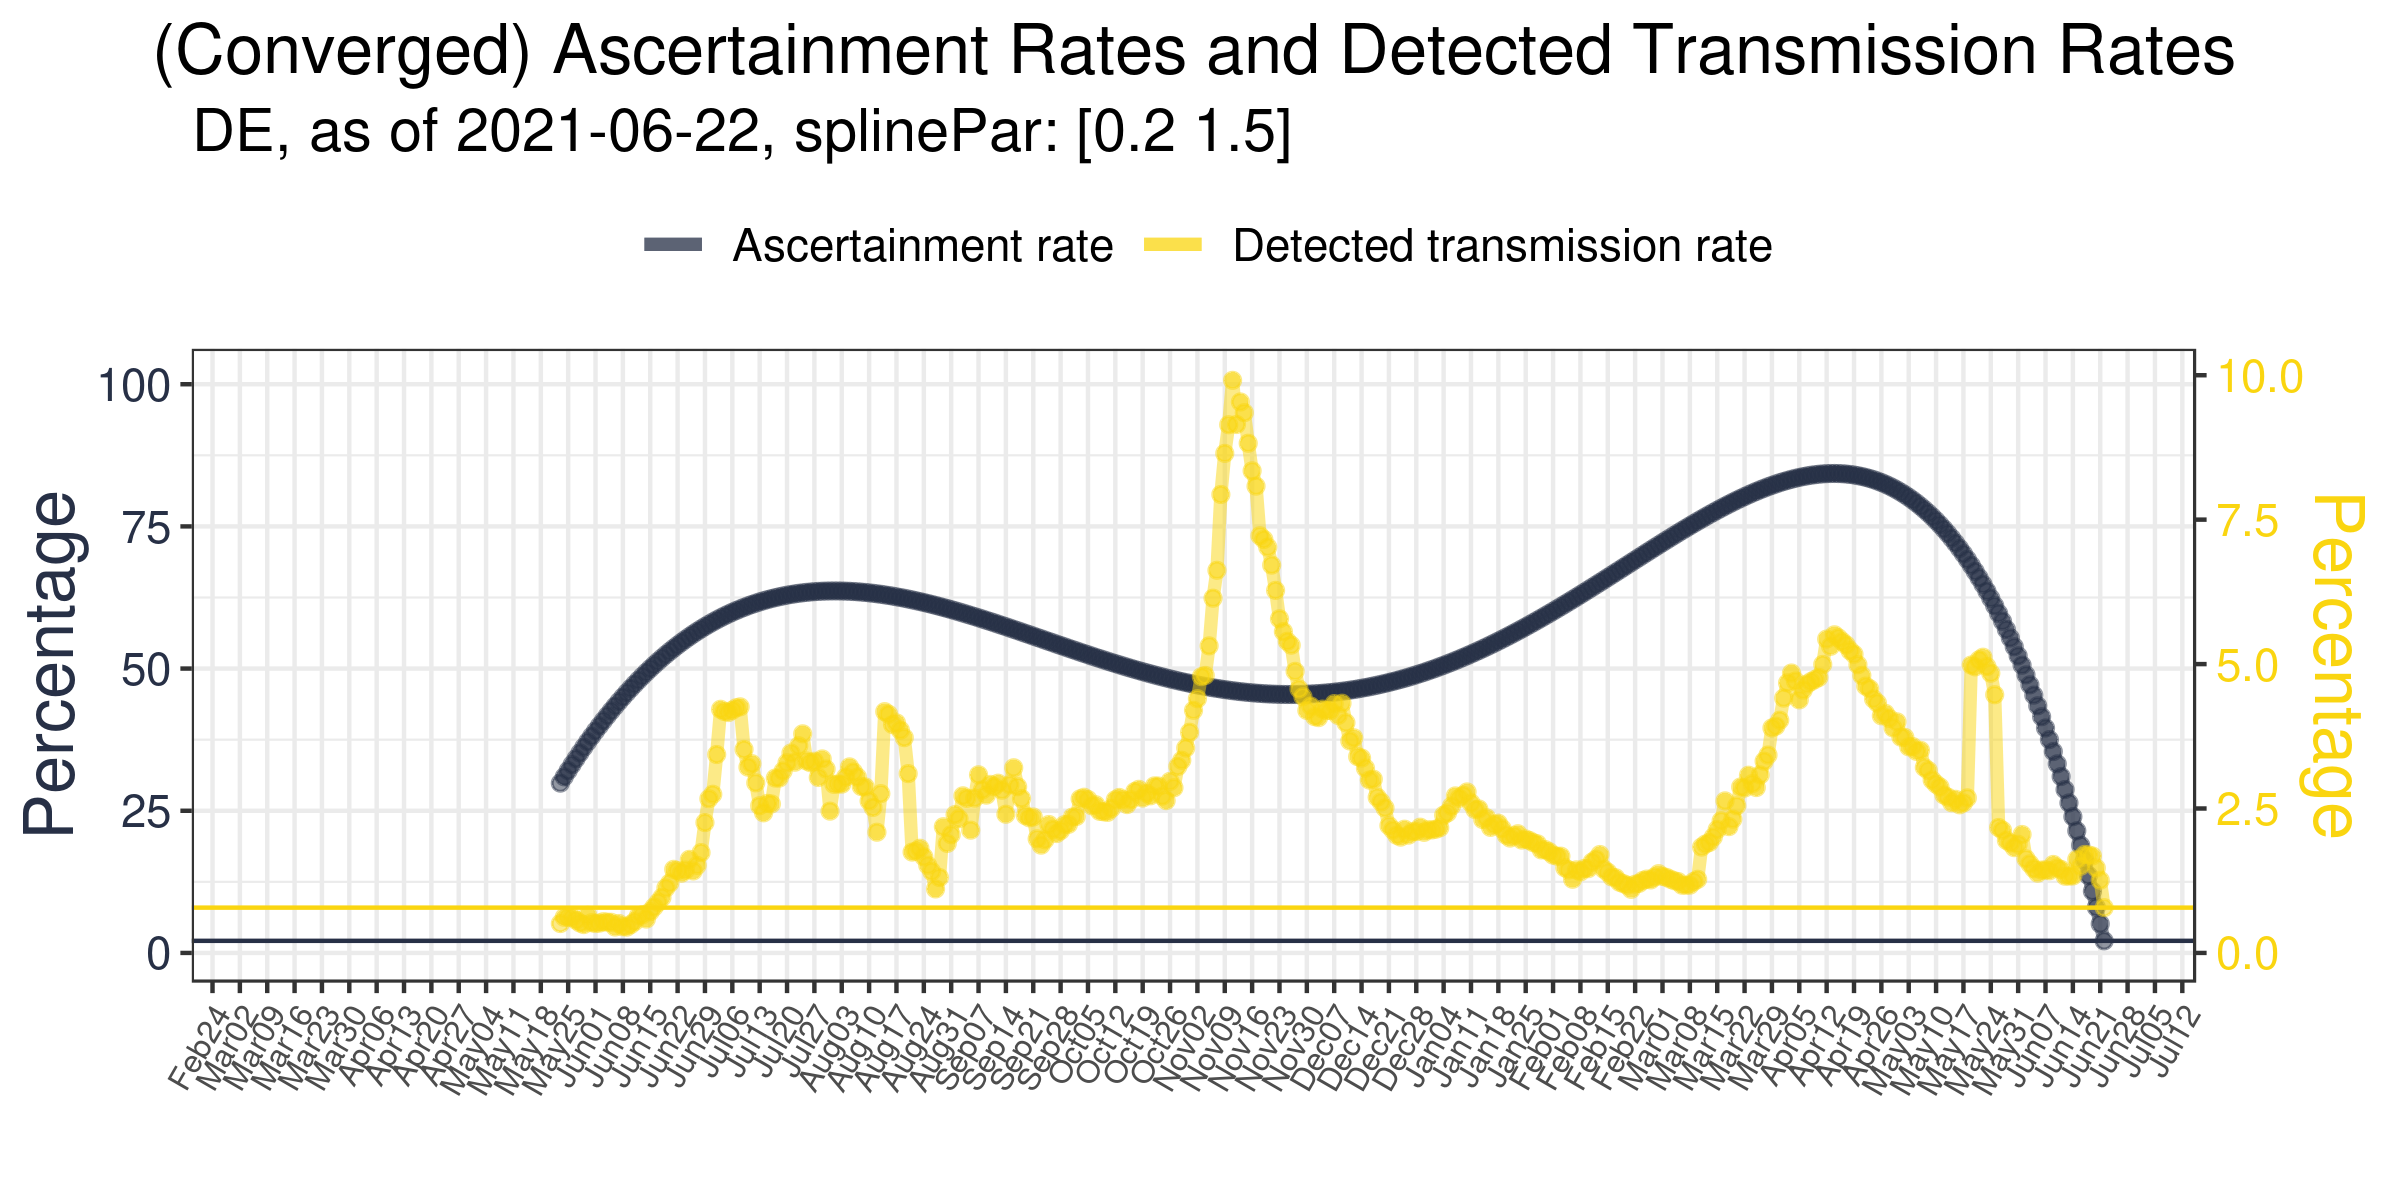 (Converged) Ascertainment Rates and Detected Transmission Rates
DE, as of 2021-06-22, splinePar: [0.2 1.5]
Ascertainment rate
Detected transmission rate
Percentage
100
75
50
25
0
10.0
7.5
5.0
2.5
0.0
Percentage
Feb24
Mar02
Mar09
Mar16
Mar23
Mar30
Apr06
Apr13
Apr20
Apr27
May04
May11
May18
May25
Jun01
Jun08
Jun15
Jun22
Jun29
Jul06
Jul13
Jul20
Jul27
Aug03
Aug10
Aug17
Aug24
Aug31
Sep07
Sep14
Sep21
Sep28
Oct05
Oct12
Oct19
Oct26
Nov02
Nov09
Nov16
Nov23
Nov30
Dec07
Dec14
Dec21
Dec28
Jan04
Jan11
Jan18
Jan25
Feb01
Feb08
Feb15
Feb22
Mar01
Mar08
Mar15
Mar22
Mar29
Apr05
Apr12
Apr19
Apr26
May03
May10
May17
May24
May31
Jun07
Jun14
Jun21
Jun28
Jul05
Jul12